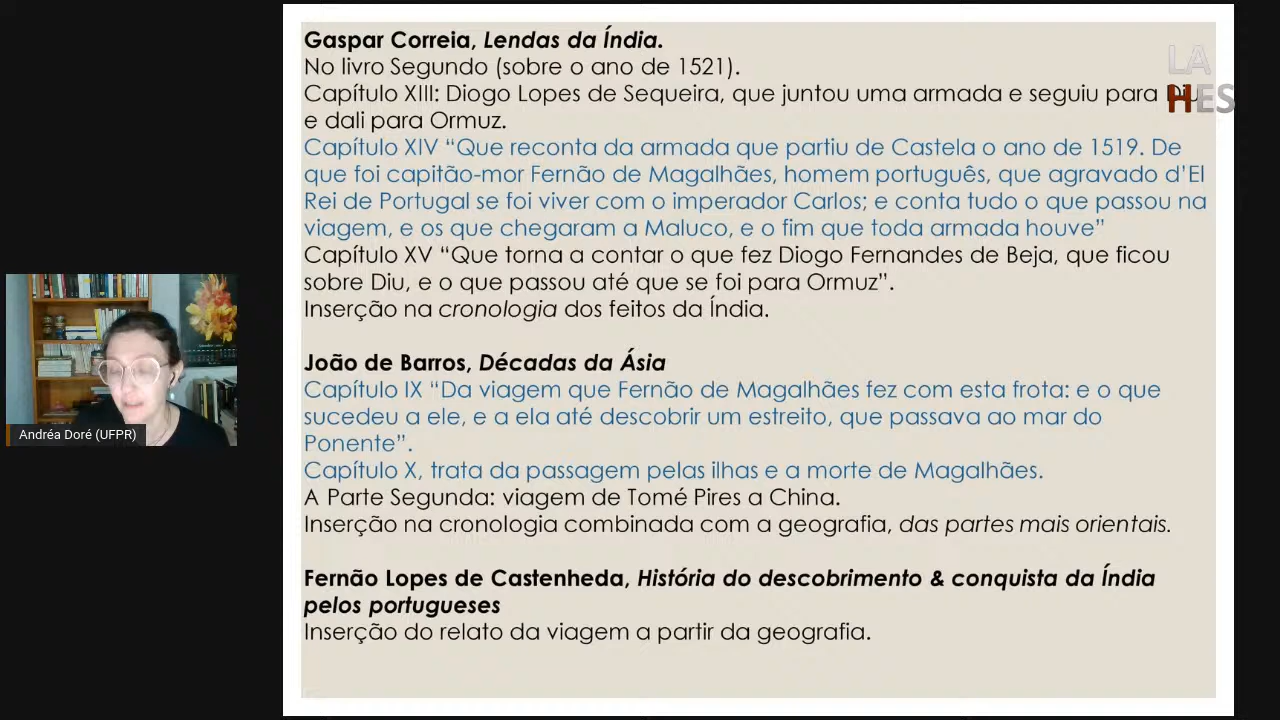 Gaspar Correia, Lendas da Índia.
No livro Segundo (sobre o ano de 1521).
Capítulo XIII: Diogo Lopes de Sequeira, que juntou uma armada e seguiu para Diu
e dali para Ormuz.
Capítulo XIV “Que reconta da armada que partiu de Castela o ano de 1519. De
que foi capitão-mor Fernão de Magalhães, homem português, que agravado d’El
Rei de Portugal se foi viver com o imperador Carlos; e conta tudo o que passou na
viagem, e os que chegaram a Maluco, e o fim que toda armada houve”
Capítulo XV “Que torna a contar o que fez Diogo Fernandes de Beja, que ficou
sobre Diu, e o que passou até que se foi para Ormuz”.
Inserção na cronologia dos feitos da Índia.
João de Barros, Décadas da Ásia
Capítulo IX “Da viagem que Fernão de Magalhães fez com esta frota: e o que
sucedeu a ele, e a ela até descobrir um estreito, que passava ao mar do
Ponente”.
Capítulo X, trata da passagem pelas ilhas e a morte de Magalhães.
A Parte Segunda: viagem de Tomé Pires a China.
Inserção na cronologia combinada com a geografia, das partes mais orientais.
Fernão Lopes de Castenheda, História do descobrimento & conquista da Índia
pelos portugueses
Inserção do relato da viagem a partir da geografia.
LA
HES
Andréa Doré (UFPR)